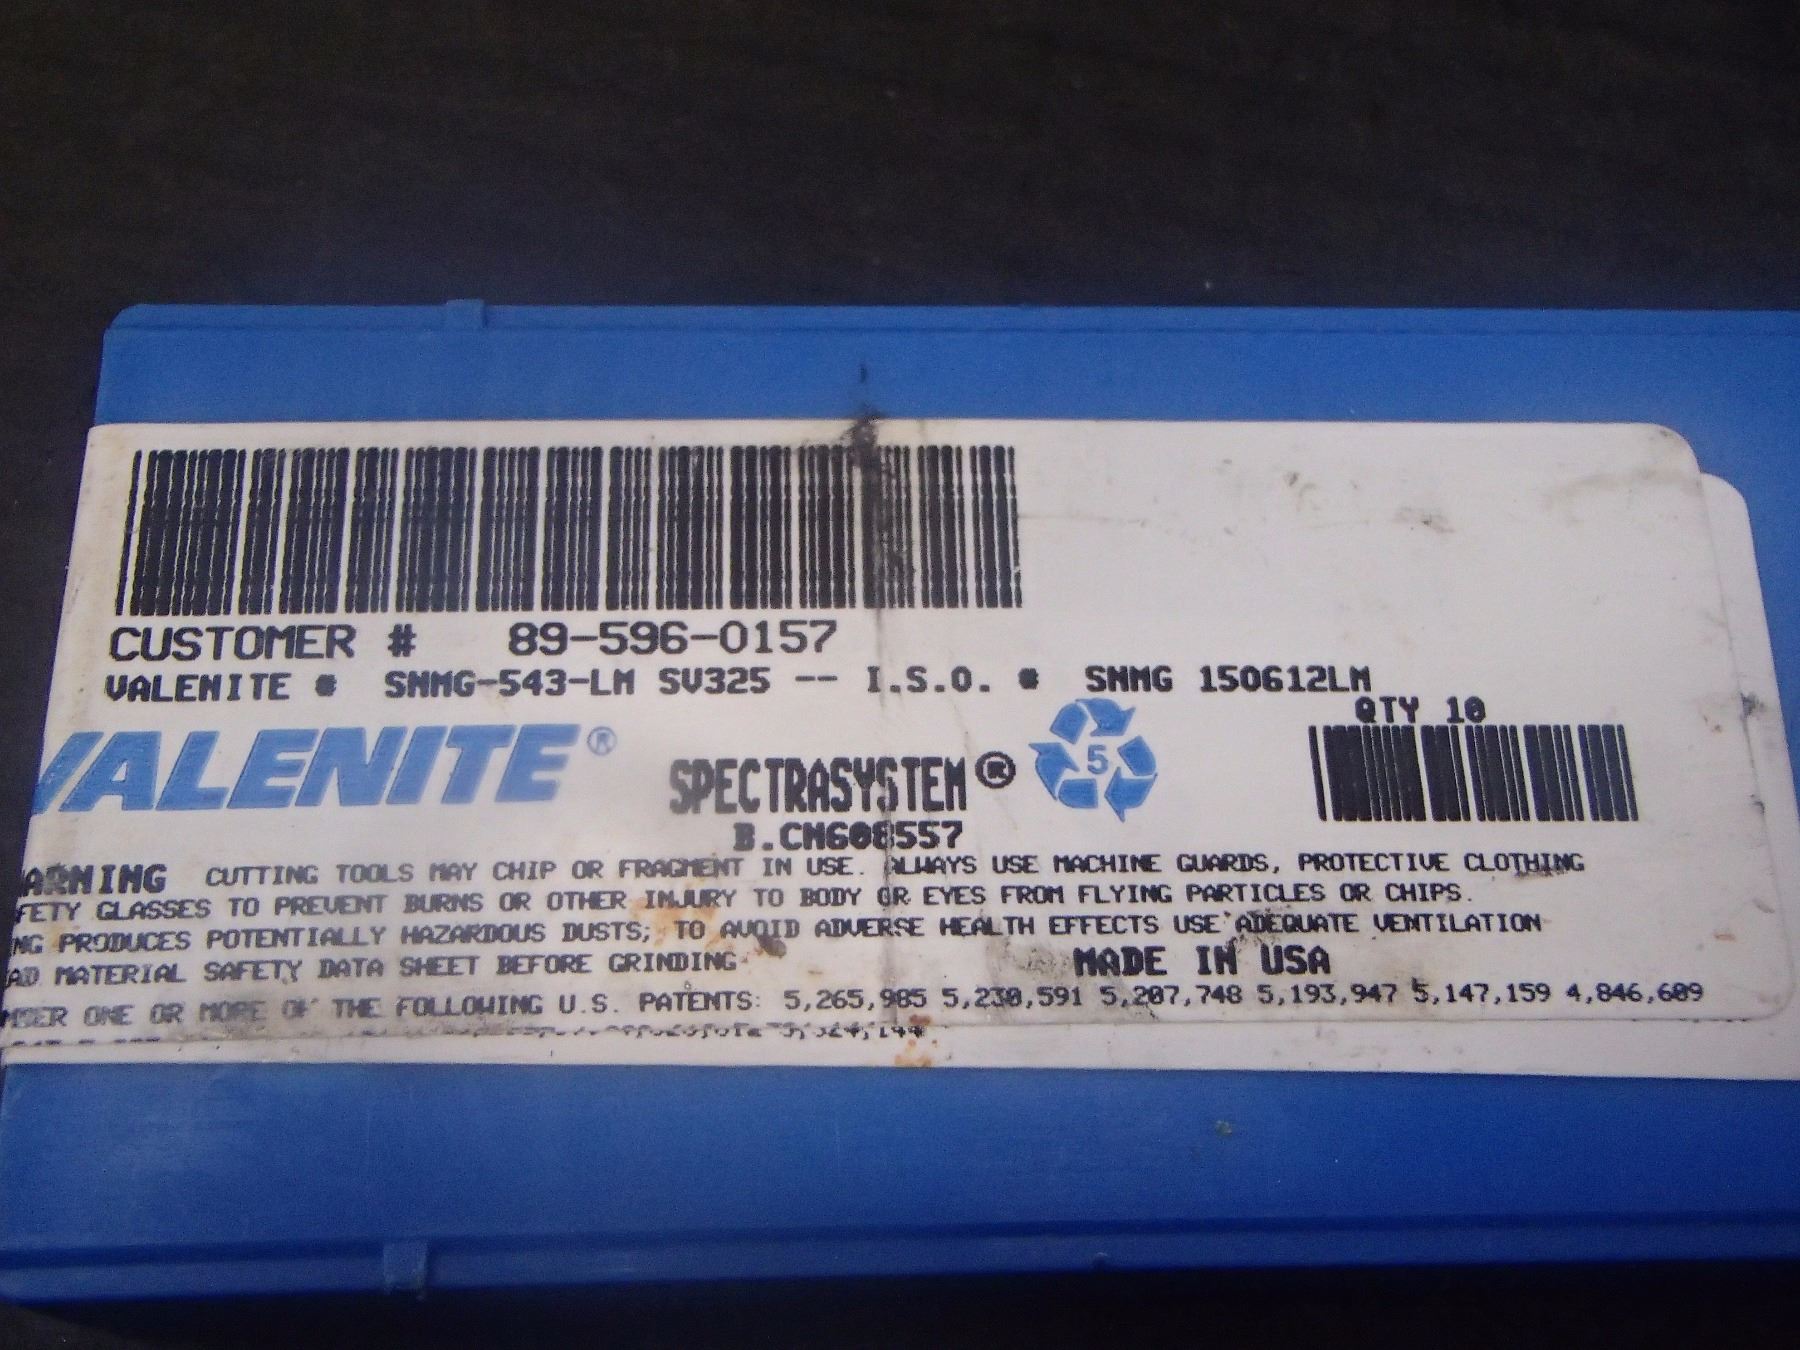 CUSTOMER # 89-596-0157
VALENITE # SNMG-543-LM SV325 -- I.S.O. # SNMG 150612LM
QTY 10
VALENITE®
SPECTRASYSTEM®
5
B.CM608557
ARNING CUTTING TOOLS MAY CHIP OR FRAGMENT IN USE. ALWAYS USE MACHINE GUARDS, PROTECTIVE CLOTHING
FETY GLASSES TO PREVENT BURNS OR OTHER INJURY TO BODY OR EYES FROM FLYING PARTICLES OR CHIPS.
NG PRODUCES POTENTIALLY HAZARDOUS DUSTS; TO AVOID ADVERSE HEALTH EFFECTS USE ADEQUATE VENTILATION
AD MATERIAL SAFETY DATA SHEET BEFORE GRINDING
MADE IN USA
ONE OR MORE OF THE FOLLOWING U.S. PATENTS: 5,265,985 5,230,591 5,207,748 5,193,947 5,147,159 4,846,609